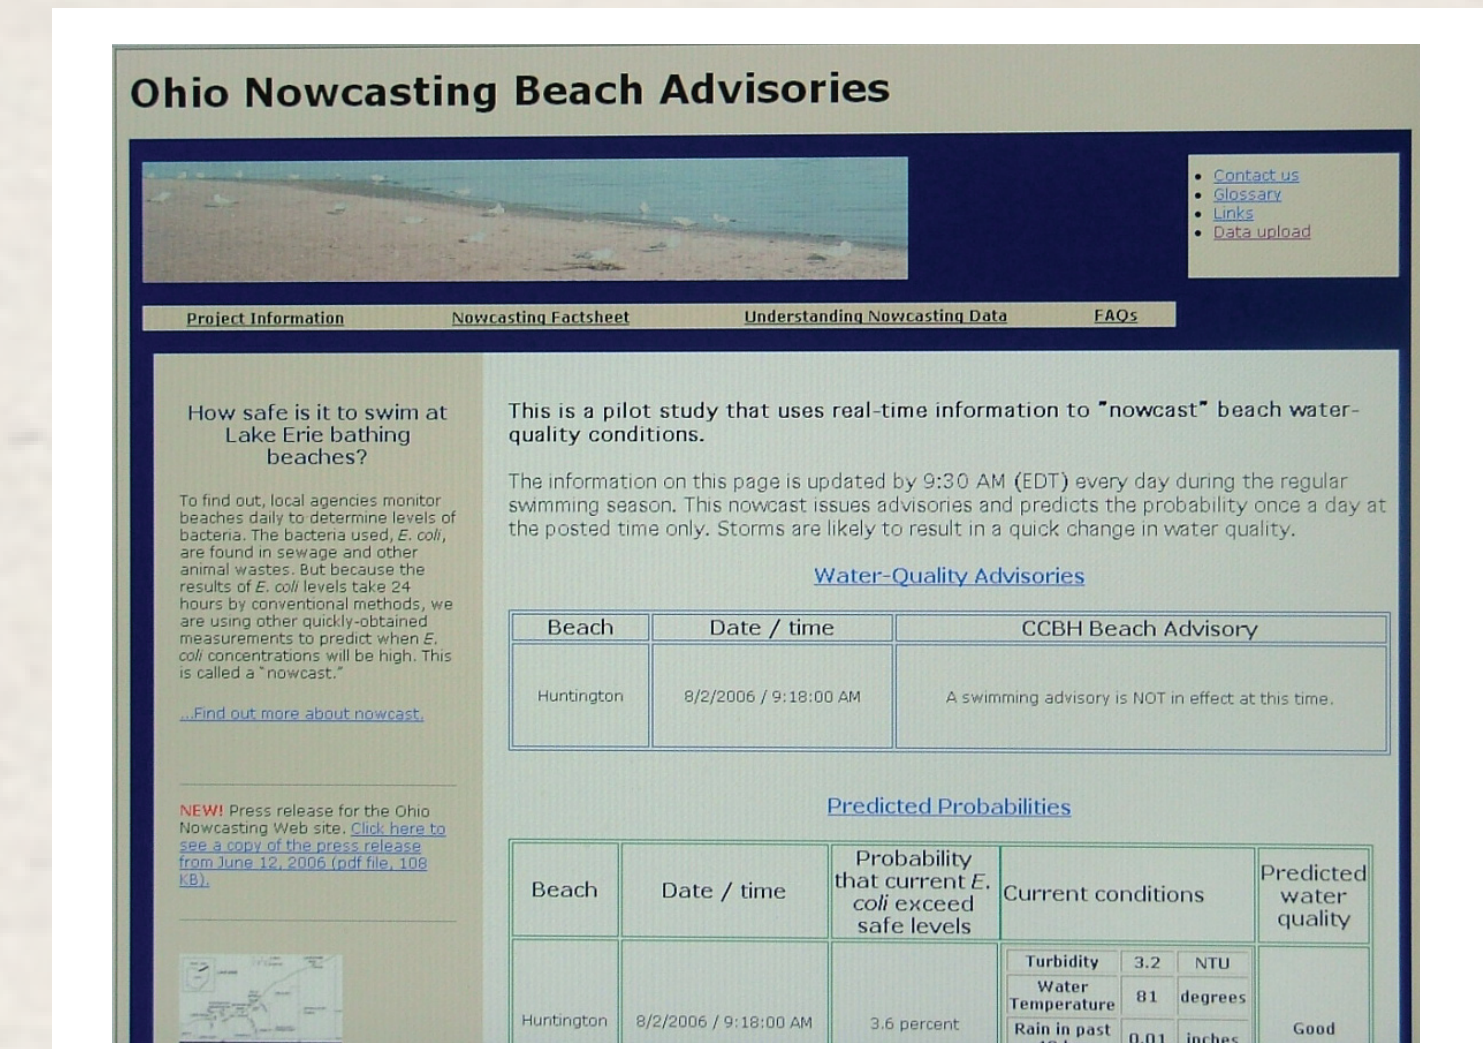 Ohio Nowcasting Beach Advisories
Contact us
Glossary
Links
Data upload
Project Information
Nowcasting Factsheet
Understanding Nowcasting Data
FAQs
How safe is it to swim at
Lake Erie bathing
beaches?
To find out, local agencies monitor
beaches daily to determine levels of
bacteria. The bacteria used, E. coli,
are found in sewage and other
animal wastes. But because the
results of E. coli levels take 24
hours by conventional methods, we
are using other quickly-obtained
measurements to predict when E.
coli concentrations will be high. This
is called a "nowcast."
...Find out more about nowcast.
NEW! Press release for the Ohio
Nowcasting Web site. Click here to
see a copy of the press release
from June 12, 2006 (pdf file, 108
KB).
This is a pilot study that uses real-time information to "nowcast" beach water-
quality conditions.
The information on this page is updated by 9:30 AM (EDT) every day during the regular
swimming season. This nowcast issues advisories and predicts the probability once a day at
the posted time only. Storms are likely to result in a quick change in water quality.
Water-Quality Advisories
Beach
Date / time
CCBH Beach Advisory
Huntington
8/2/2006 / 9:18:00 AM
A swimming advisory is NOT in effect at this time.
Predicted Probabilities
Beach
Date / time
Probability
that current E.
coli exceed
safe levels
Current conditions
Predicted
water
quality
Huntington
8/2/2006 / 9:18:00 AM
3.6 percent
Turbidity 3.2 NTU
Water
Temperature 81 degrees
Rain in past
0.01 inches
Good